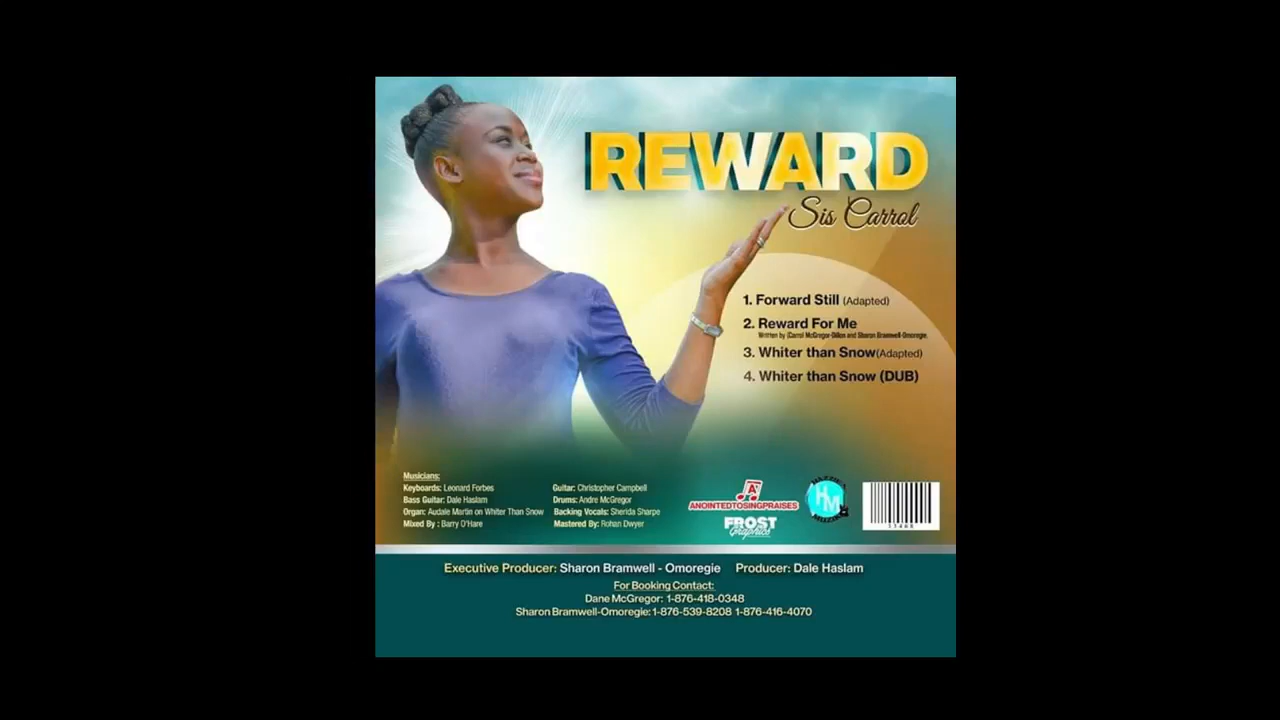 REWARD
Sis Carrol
1. Forward Still (Adapted)
2. Reward For Me
Written by (Carrol McGregor-Dillon and Sharon Bramwell-Omoregie.
3. Whiter than Snow(Adapted)
4. Whiter than Snow (DUB)
Musicians:
Keyboards: Leonard Forbes
Bass Guitar: Dale Haslam
Organ: Audale Martin on Whiter Than Snow
Mixed By : Barry O'Hare
Guitar: Christopher Campbell
Drums: Andre McGregor
Backing Vocals: Sherida Sharpe
Mastered By: Rohan Dwyer
ANOINTEDTOSINGPRAISES
FROST
Graphics
HM
Executive Producer: Sharon Bramwell - Omoregie Producer: Dale Haslam
For Booking Contact:
Dane McGregor: 1-876-418-0348
Sharon Bramwell-Omoregie: 1-876-539-8208 1-876-416-4070